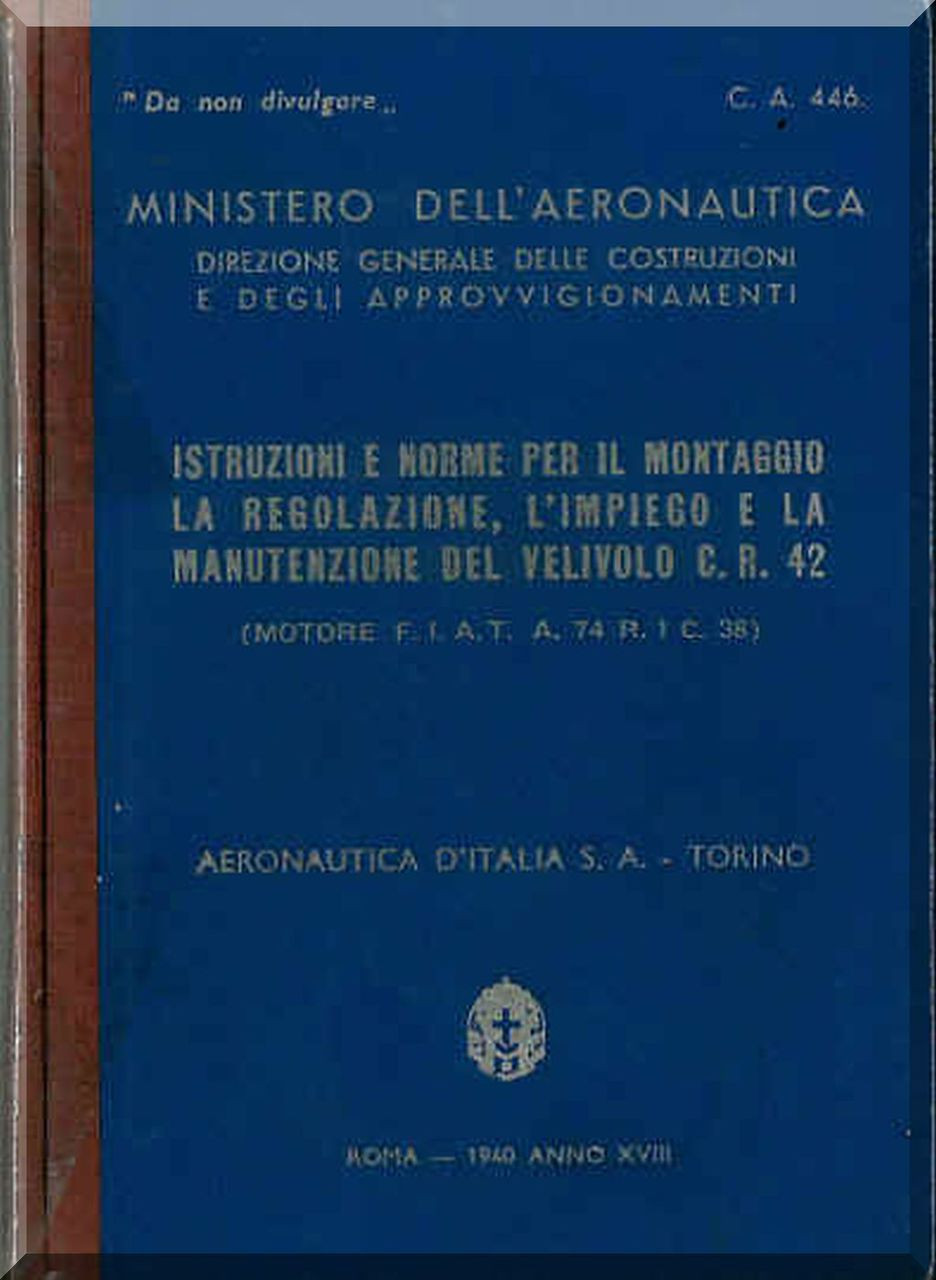 "Da non divulgare„
C. A. 446.
MINISTERO DELL'AERONAUTICA
DIREZIONE GENERALE DELLE COSTRUZIONI
E DEGLI APPROVVIGIONAMENTI
ISTRUZIONI E NORME PER IL MONTAGGIO
LA REGOLAZIONE, L'IMPIEGO E LA
MANUTENZIONE DEL VELIVOLO C. R. 42
(MOTORE F. I. A. T. A. 74 R. 1 C. 38)
AERONAUTICA D'ITALIA S. A. - TORINO
ROMA — 1940 ANNO XVIII